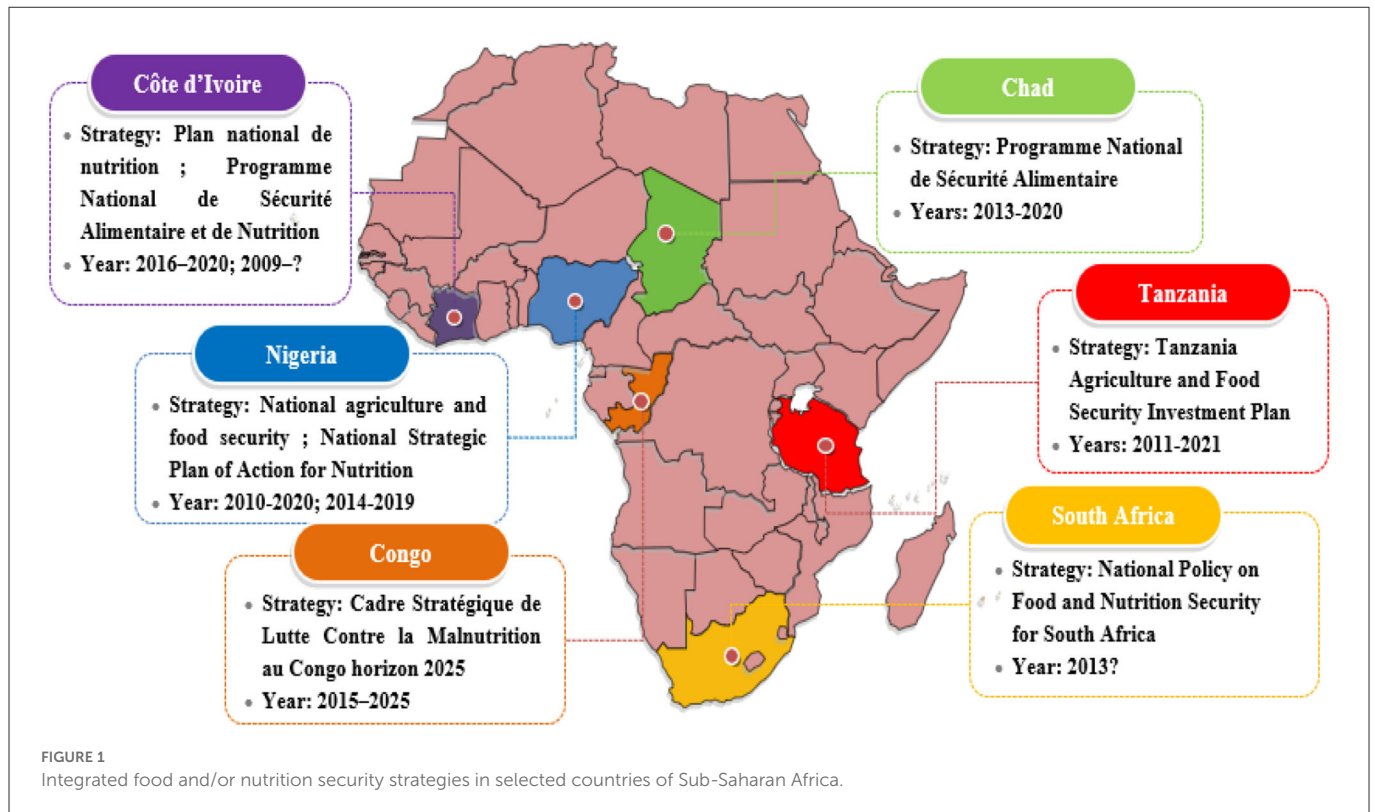 Côte d'Ivoire
• Strategy: Plan national de
nutrition ; Programme
National de Sécurité
Alimentaire et de Nutrition
• Year: 2016–2020; 2009–?
Chad
• Strategy: Programme National
de Sécurité Alimentaire
• Years: 2013-2020
Nigeria
• Strategy: National agriculture and
food security ; National Strategic
Plan of Action for Nutrition
• Year: 2010-2020; 2014-2019
Tanzania
• Strategy: Tanzania
Agriculture and Food
Security Investment Plan
• Years: 2011-2021
Congo
• Strategy: Cadre Stratégique de
Lutte Contre la Malnutrition
au Congo horizon 2025
• Year: 2015–2025
South Africa
• Strategy: National Policy on
Food and Nutrition Security
for South Africa
• Year: 2013?
FIGURE 1
Integrated food and/or nutrition security strategies in selected countries of Sub-Saharan Africa.